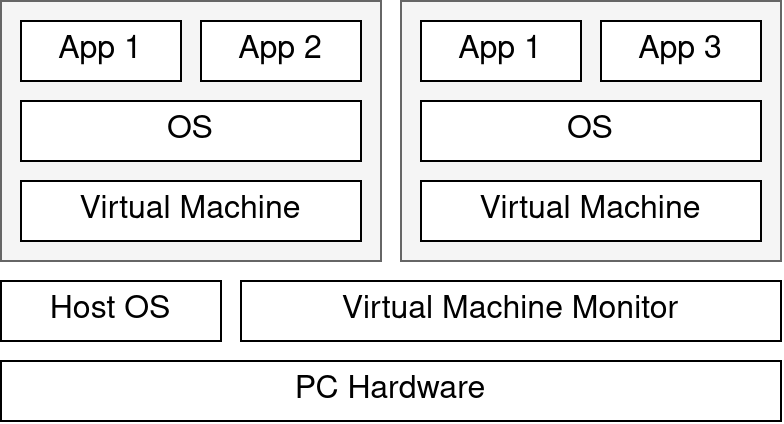 App 1
App 2
App 1
App 3
OS
OS
Virtual Machine
Virtual Machine
Host OS
Virtual Machine Monitor
PC Hardware